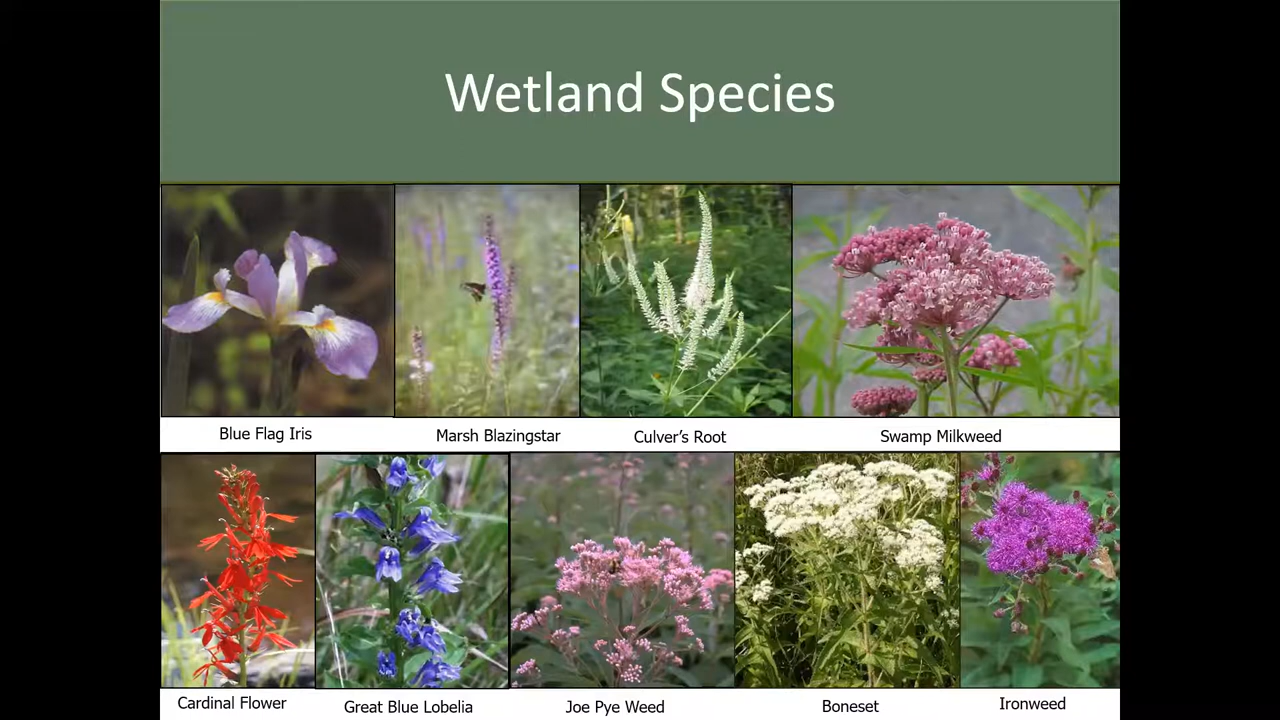 Wetland Species
Blue Flag Iris
Marsh Blazingstar
Culver's Root
Swamp Milkweed
Cardinal Flower
Great Blue Lobelia
Joe Pye Weed
Boneset
Ironweed